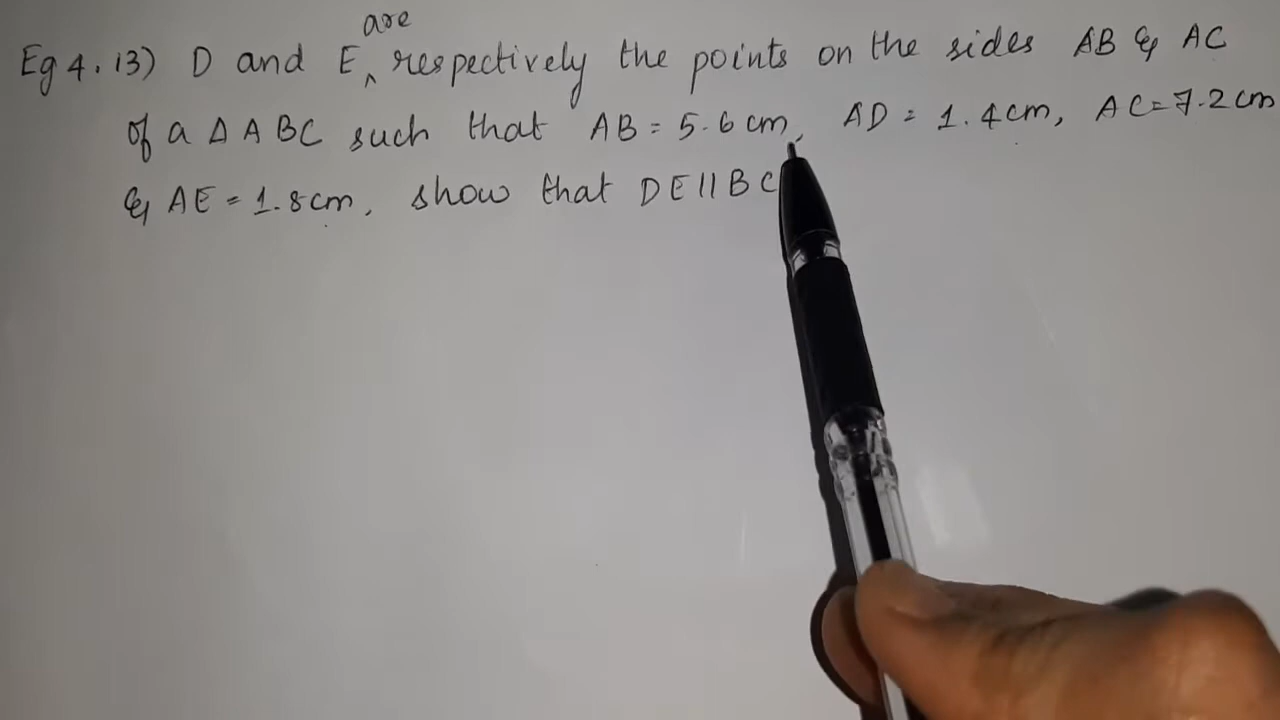 are
Eg 4.13) D and E ^ respectively the points on the sides AB & AC
of a Δ ABC such that AB = 5.6 cm, AD = 1.4 cm, AC = 7.2 cm
& AE = 1.8 cm, show that DE || BC